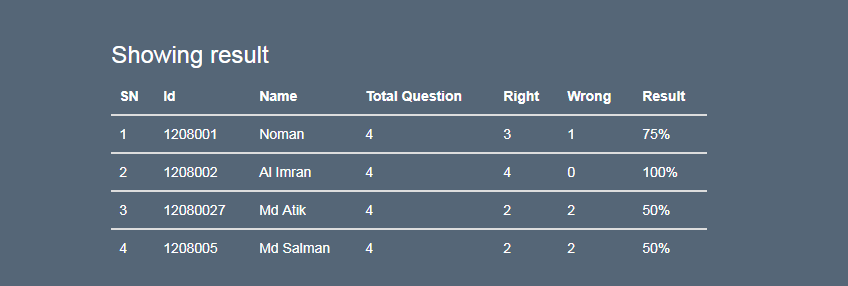 Showing result
SN Id Name Total Question Right Wrong Result
1 1208001 Noman 4 3 1 75%
2 1208002 Al Imran 4 4 0 100%
3 12080027 Md Atik 4 2 2 50%
4 1208005 Md Salman 4 2 2 50%